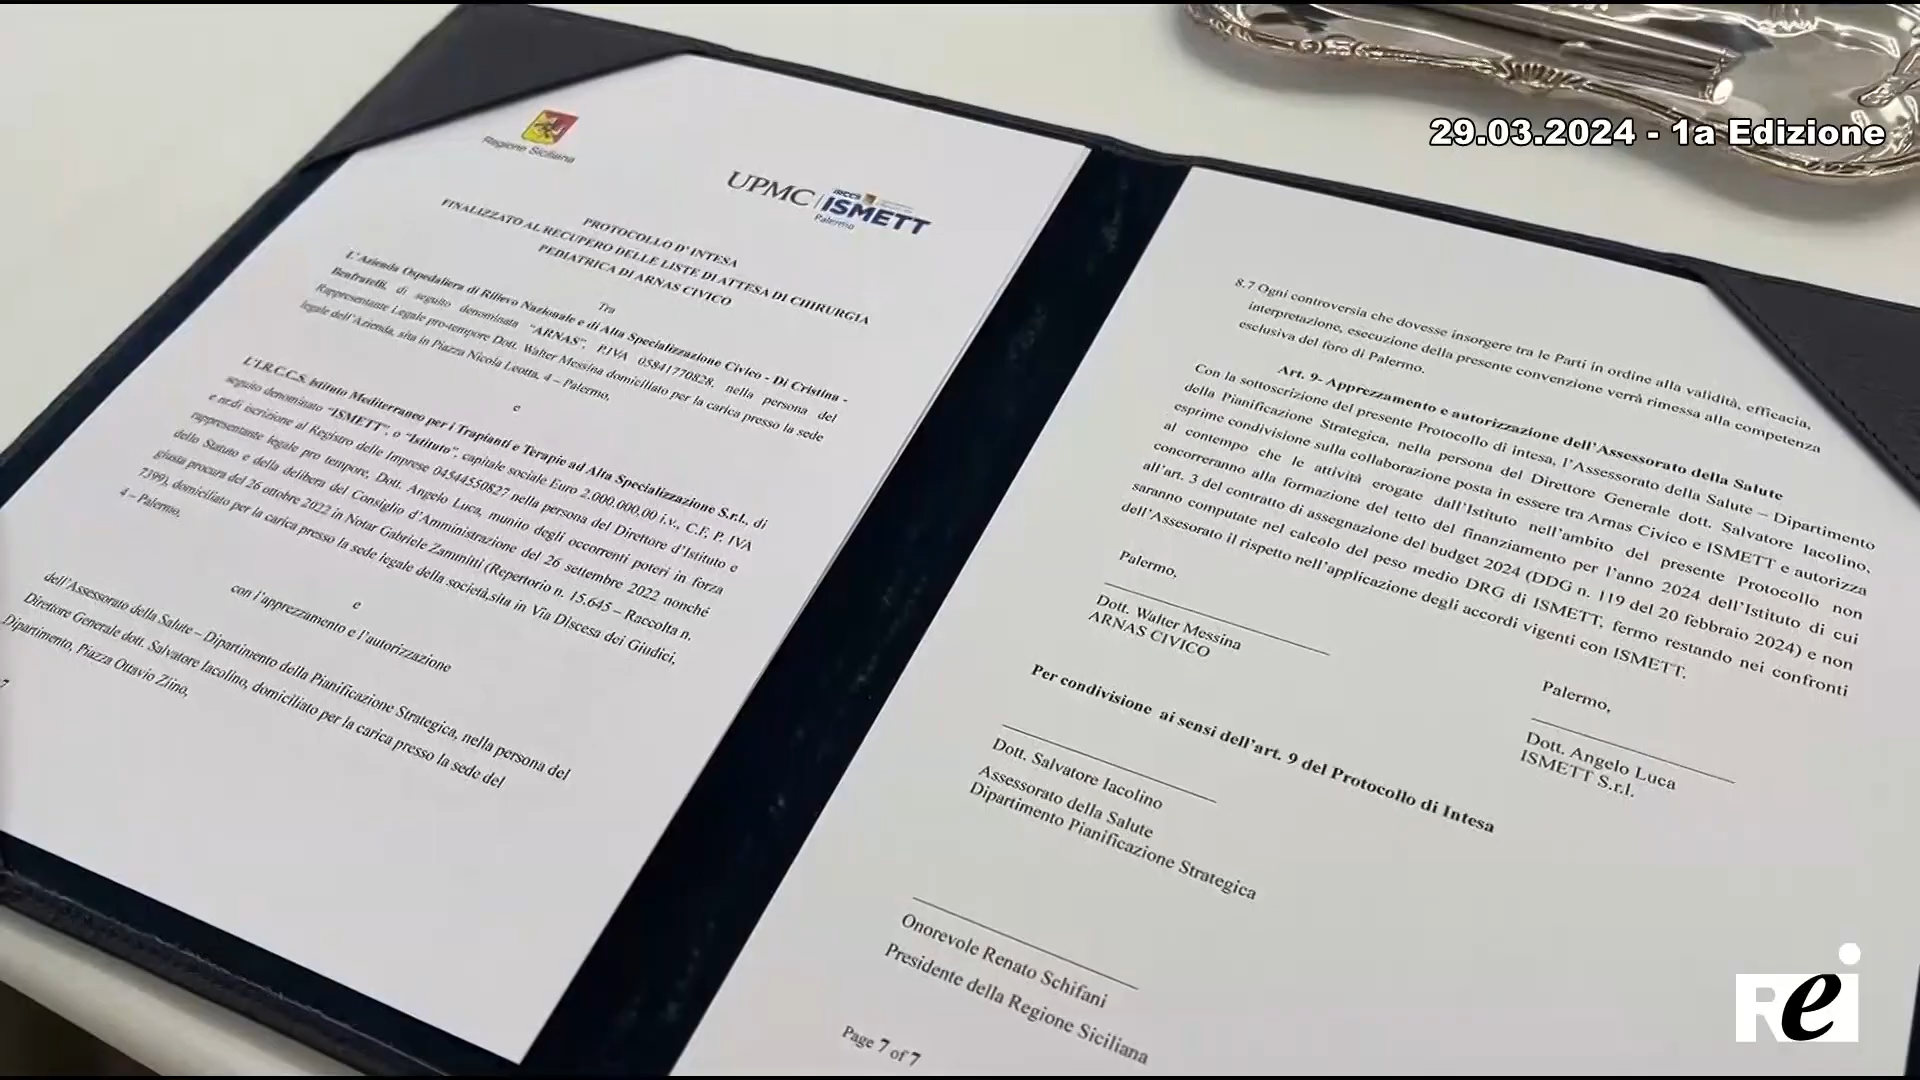 29.03.2024 - 1a Edizione
Regione Siciliana
UPMC
ISMETT
Palermo
PROTOCOLLO D' INTESA
FINALIZZATO AL RECUPERO DELLE LISTE DI ATTESA DI CHIRURGIA
PEDIATRICA DI ARNAS CIVICO
Tra
L'Azienda Ospedaliera di Rilievo Nazionale e di Alta Specializzazione Civico - Di Cristina -
Benfratelli, di seguito denominata "ARNAS", P.IVA 05841770828, nella persona del
Rappresentante Legale pro-tempore Dott. Walter Messina domiciliato per la carica presso la sede
legale dell'Azienda, sita in Piazza Nicola Leotta, 4 – Palermo,
e
L'I.R.C.C.S. Istituto Mediterraneo per i Trapianti e Terapie ad Alta Specializzazione S.r.l., di
seguito denominato "ISMETT", o "Istituto", capitale sociale Euro 2.000.000,00 i.v., C.F, P. IVA
e nr.di iscrizione al Registro delle Imprese 04544550827 nella persona del Direttore d'Istituto e
rappresentante legale pro tempore, Dott. Angelo Luca, munito degli occorrenti poteri in forza
dello Statuto e della delibera del Consiglio d'Amministrazione del 26 settembre 2022 nonché
giusta procura del 26 ottobre 2022 in Notar Gabriele Zammitti (Repertorio n. 15.645 – Raccolta n.
7399), domiciliato per la carica presso la sede legale della società,sita in Via Discesa dei Giudici,
4 – Palermo,
e
con l'apprezzamento e l'autorizzazione
dell'Assessorato della Salute – Dipartimento della Pianificazione Strategica, nella persona del
Direttore Generale dott. Salvatore Iacolino, domiciliato per la carica presso la sede del
Dipartimento, Piazza Ottavio Ziino,
7
8.7 Ogni controversia che dovesse insorgere tra le Parti in ordine alla validità, efficacia,
interpretazione, esecuzione della presente convenzione verrà rimessa alla competenza
esclusiva del foro di Palermo.
Art. 9- Apprezzamento e autorizzazione dell'Assessorato della Salute
Con la sottoscrizione del presente Protocollo di intesa, l'Assessorato della Salute – Dipartimento
della Pianificazione Strategica, nella persona del Direttore Generale dott. Salvatore Iacolino,
esprime condivisione sulla collaborazione posta in essere tra Arnas Civico e ISMETT e autorizza
al contempo che le attività erogate dall'Istituto nell'ambito del presente Protocollo non
concorreranno alla formazione del tetto del finanziamento per l'anno 2024 dell'Istituto di cui
all'art. 3 del contratto di assegnazione del budget 2024 (DDG n. 119 del 20 febbraio 2024) e non
saranno computate nel calcolo del peso medio DRG di ISMETT, fermo restando nei confronti
dell'Assesorato il rispetto nell'applicazione degli accordi vigenti con ISMETT.
Palermo,
Dott. Walter Messina
ARNAS CIVICO
Palermo,
Dott. Angelo Luca
ISMETT S.r.l.
Per condivisione ai sensi dell'art. 9 del Protocollo di Intesa
Dott. Salvatore Iacolino
Assessorato della Salute
Dipartimento Pianificazione Strategica
Onorevole Renato Schifani
Presidente della Regione Siciliana
Page 7 of 7
Rei